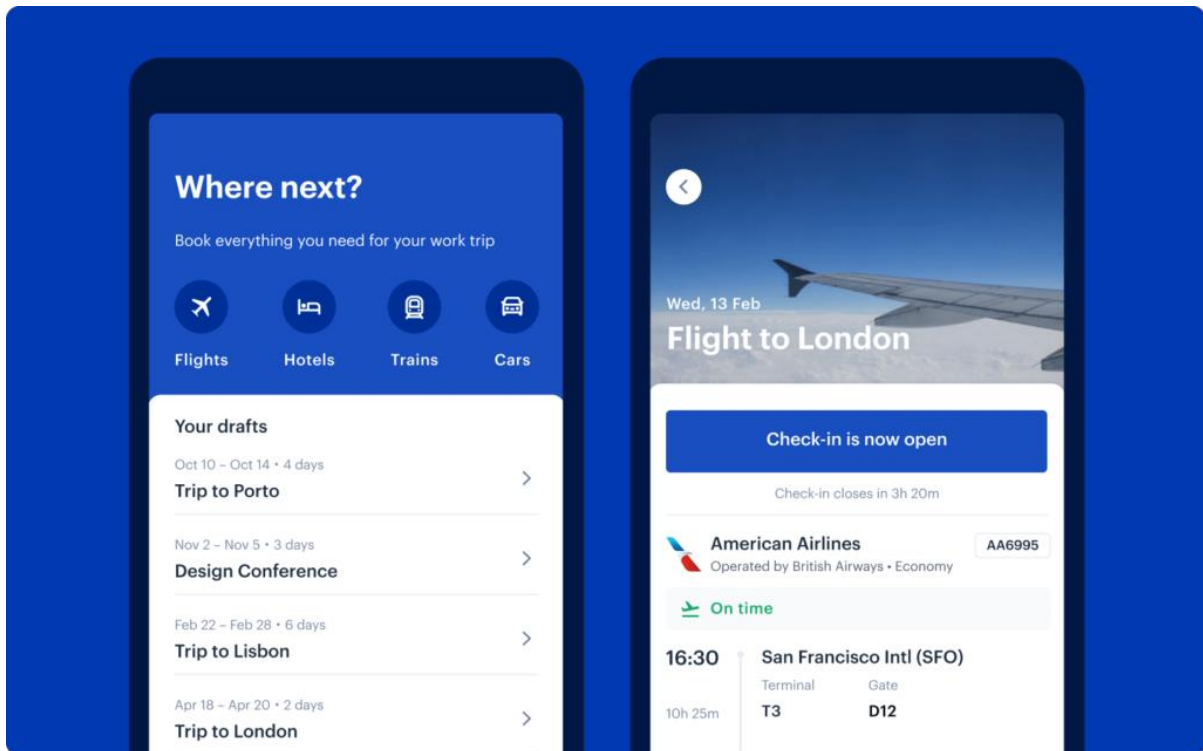 Where next?
Book everything you need for your work trip
Flights
Hotels
Trains
Cars
Your drafts
Oct 10 – Oct 14 • 4 days
Trip to Porto
Nov 2 – Nov 5 • 3 days
Design Conference
Feb 22 – Feb 28 • 6 days
Trip to Lisbon
Apr 18 – Apr 20 • 2 days
Trip to London
Wed, 13 Feb
Flight to London
Check-in is now open
Check-in closes in 3h 20m
American Airlines
AA6995
Operated by British Airways • Economy
On time
16:30
San Francisco Intl (SFO)
Terminal
Gate
10h 25m
T3
D12